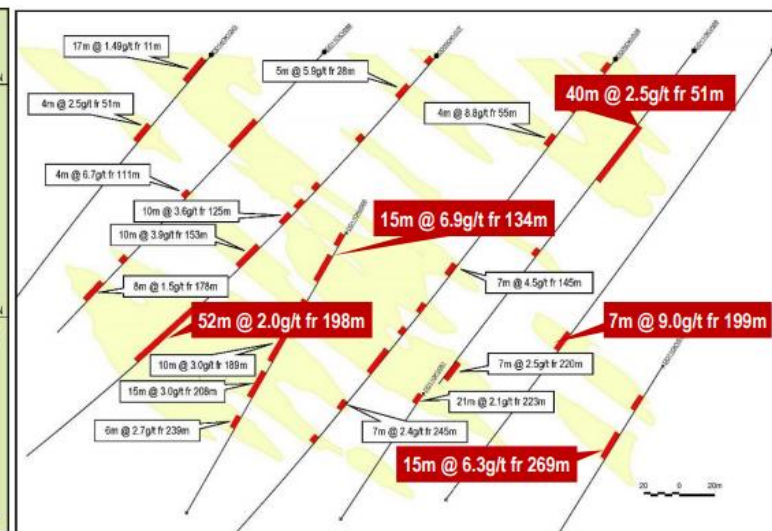 17m @ 1.49g/t fr 11m
5m @ 5.9g/t fr 28m
40m @ 2.5g/t fr 51m
4m @ 2.5g/t fr 51m
4m @ 8.8g/t fr 55m
4m @ 6.7g/t fr 111m
10m @ 3.6g/t fr 125m
15m @ 6.9g/t fr 134m
10m @ 3.9g/t fr 153m
8m @ 1.5g/t fr 178m
7m @ 4.5g/t fr 145m
52m @ 2.0g/t fr 198m
7m @ 9.0g/t fr 199m
10m @ 3.0g/t fr 189m
7m @ 2.5g/t fr 220m
15m @ 3.0g/t fr 208m
21m @ 2.1g/t fr 223m
6m @ 2.7g/t fr 239m
7m @ 2.4g/t fr 245m
15m @ 6.3g/t fr 269m
20 0 20m
N
N